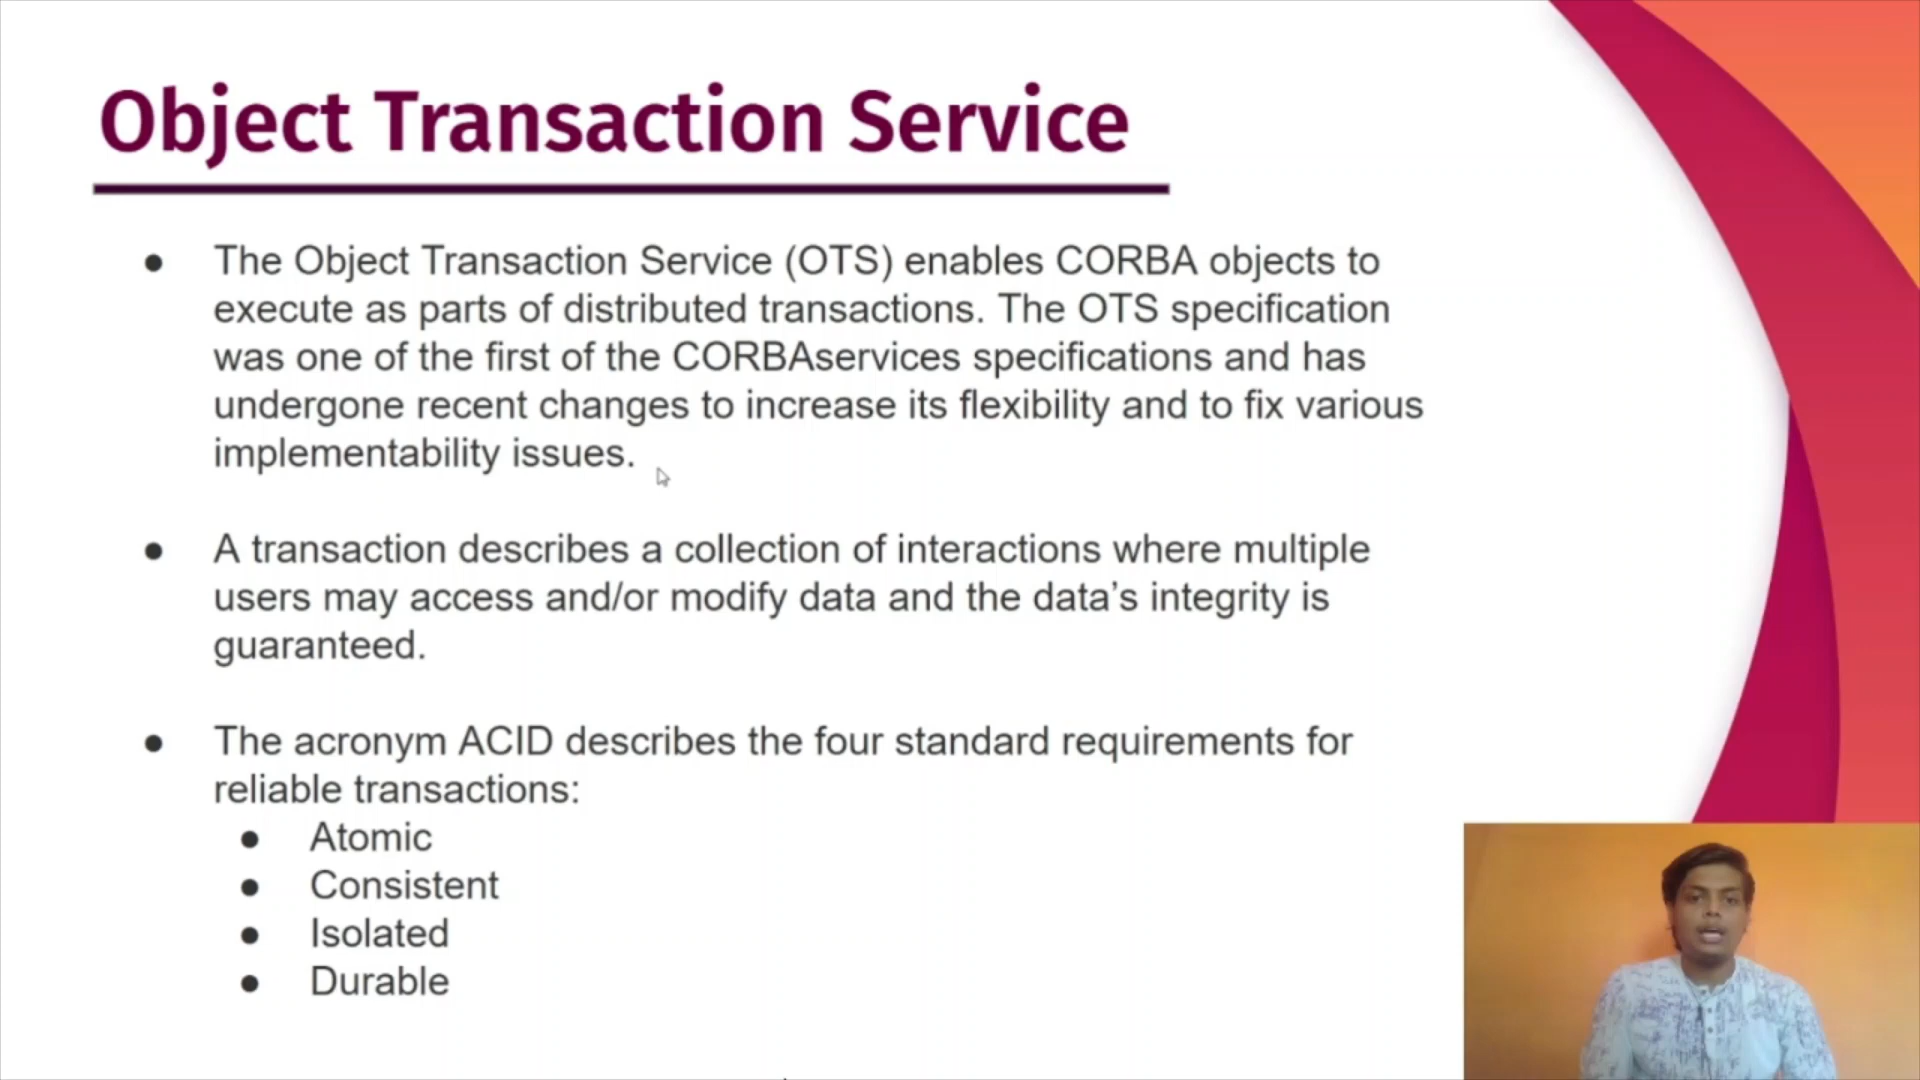 Object Transaction Service
● The Object Transaction Service (OTS) enables CORBA objects to
execute as parts of distributed transactions. The OTS specification
was one of the first of the CORBAservices specifications and has
undergone recent changes to increase its flexibility and to fix various
implementability issues.
● A transaction describes a collection of interactions where multiple
users may access and/or modify data and the data’s integrity is
guaranteed.
● The acronym ACID describes the four standard requirements for
reliable transactions:
● Atomic
● Consistent
● Isolated
● Durable